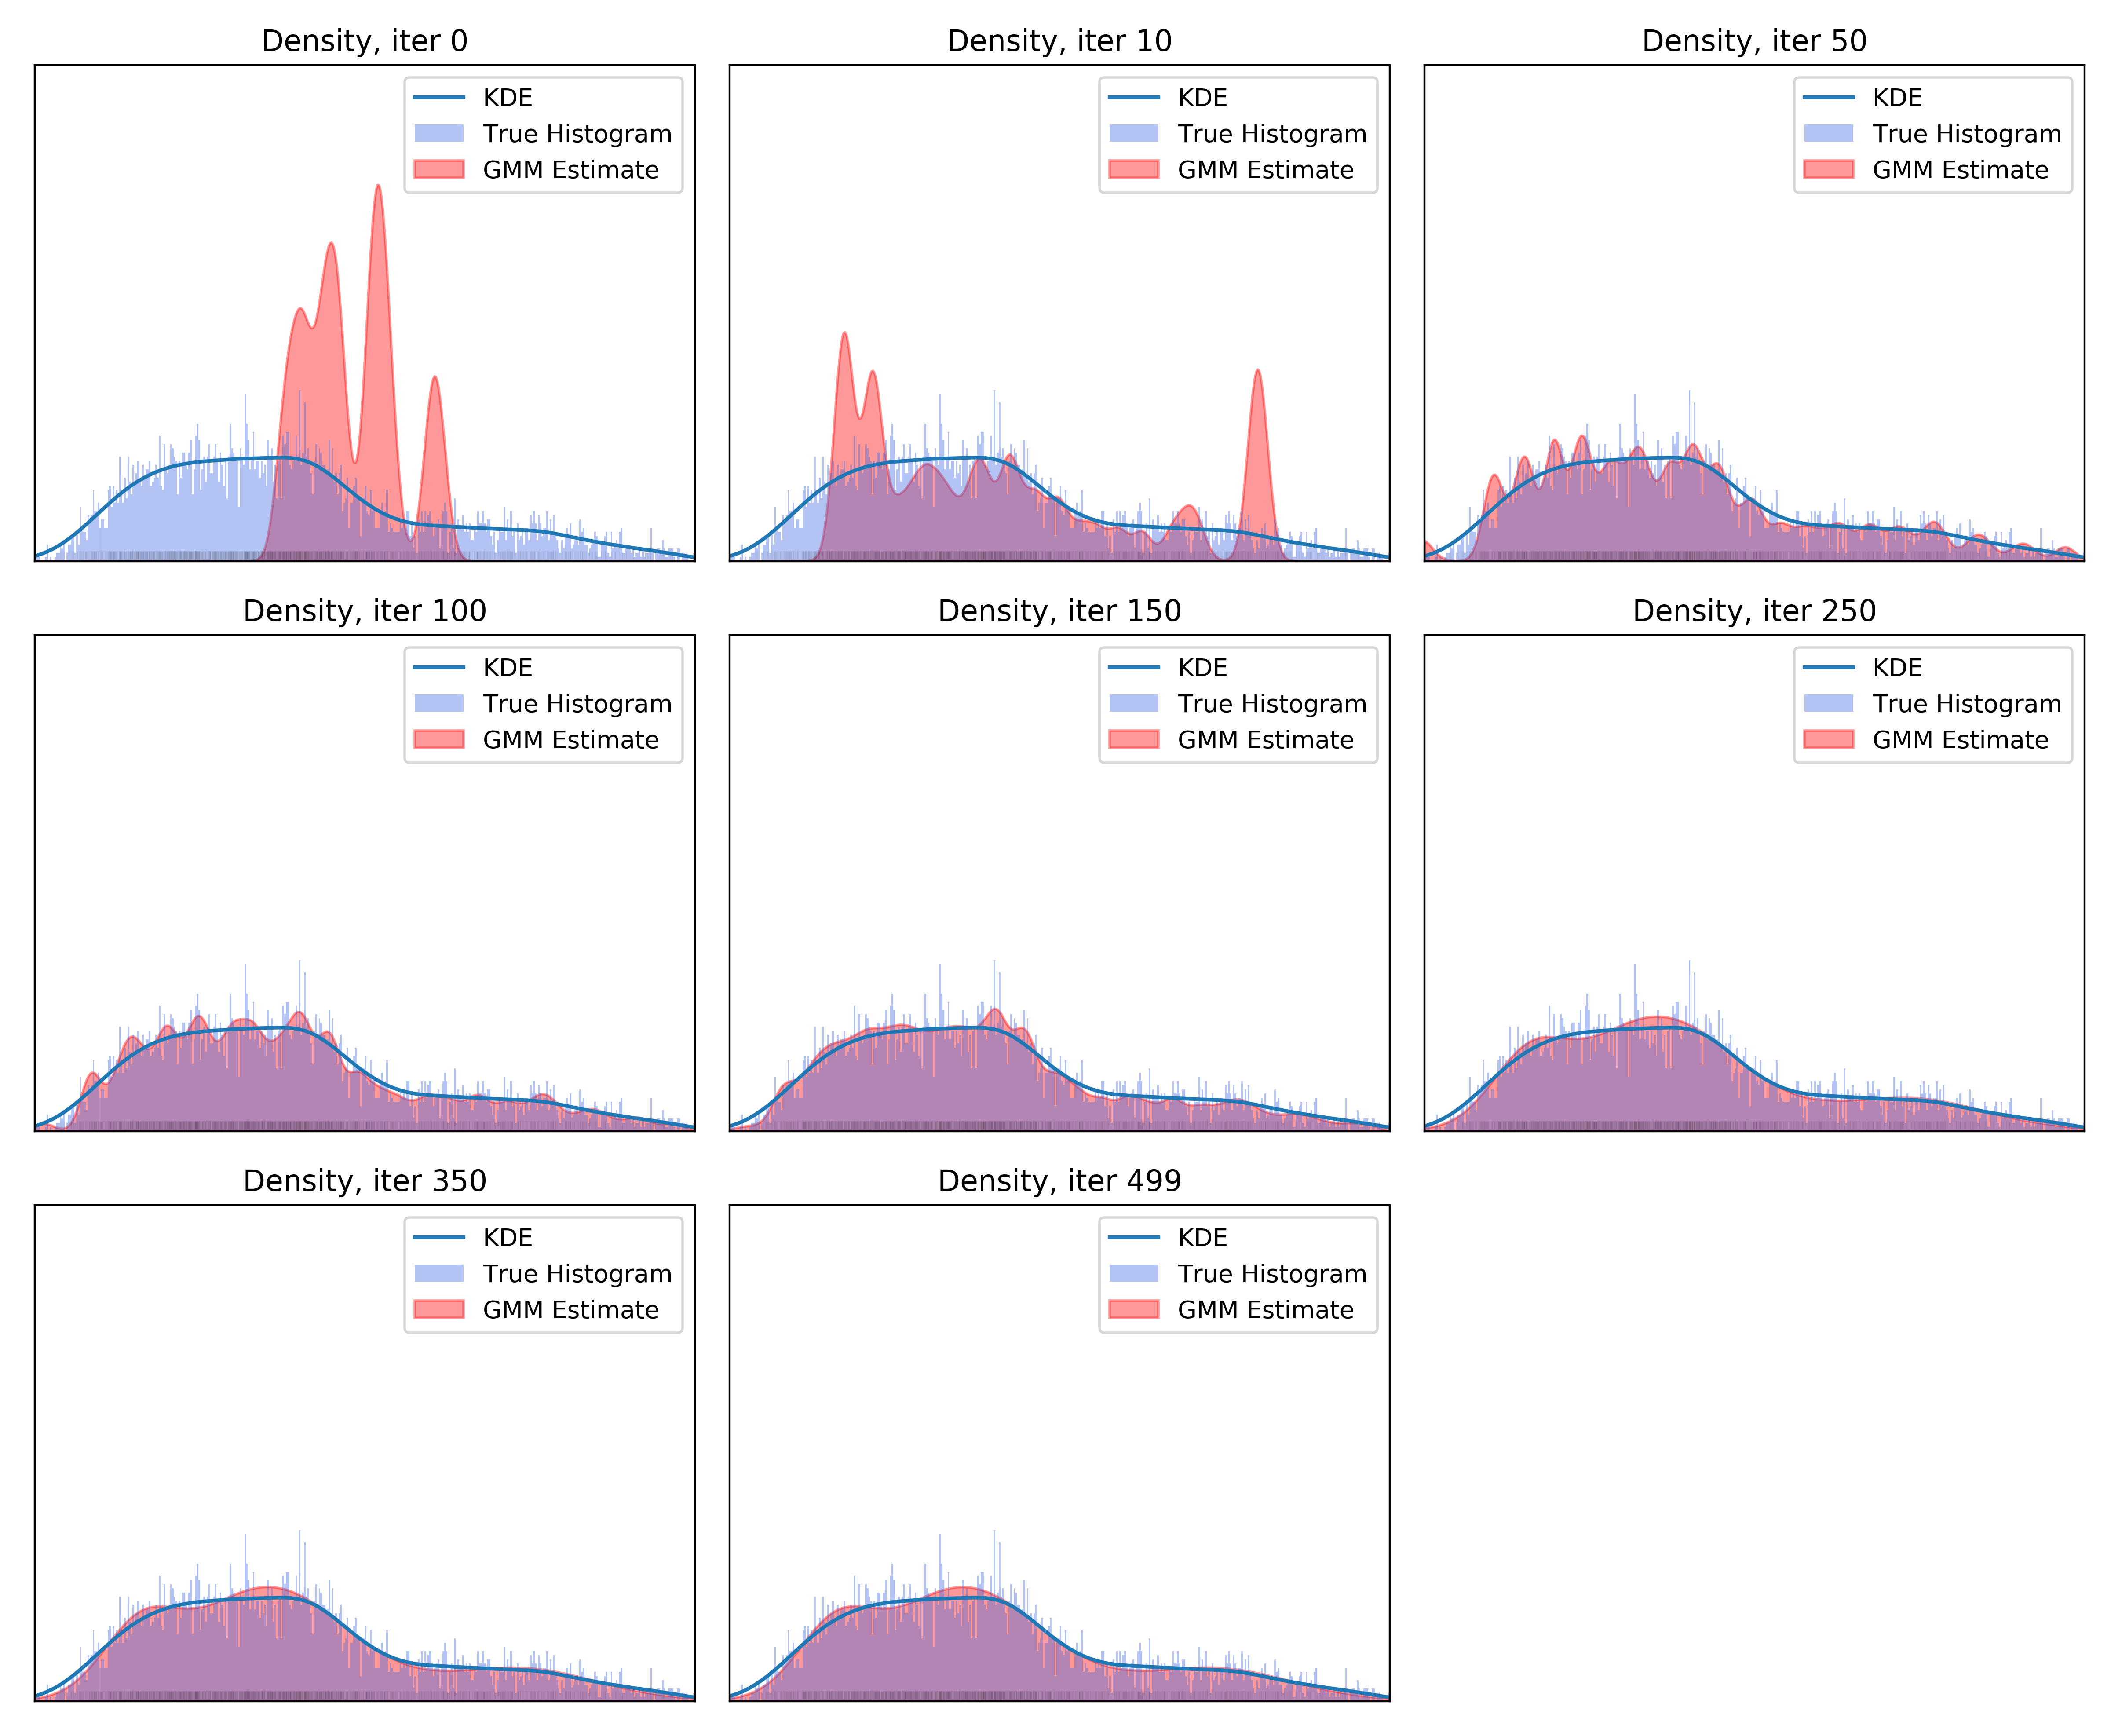 Density, iter 0
KDE
True Histogram
GMM Estimate
Density, iter 10
KDE
True Histogram
GMM Estimate
Density, iter 50
KDE
True Histogram
GMM Estimate
Density, iter 100
KDE
True Histogram
GMM Estimate
Density, iter 150
KDE
True Histogram
GMM Estimate
Density, iter 250
KDE
True Histogram
GMM Estimate
Density, iter 350
KDE
True Histogram
GMM Estimate
Density, iter 499
KDE
True Histogram
GMM Estimate